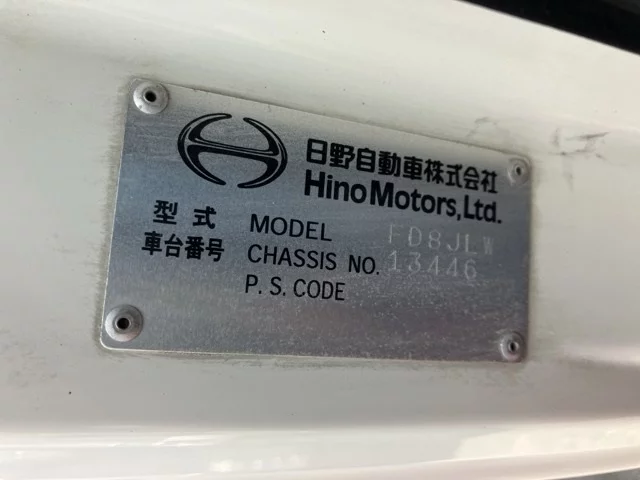 日野自動車株式会社
Hino Motors, Ltd.
型式 MODEL FD8JLW
車台番号 CHASSIS NO. 13446
P. S. CODE